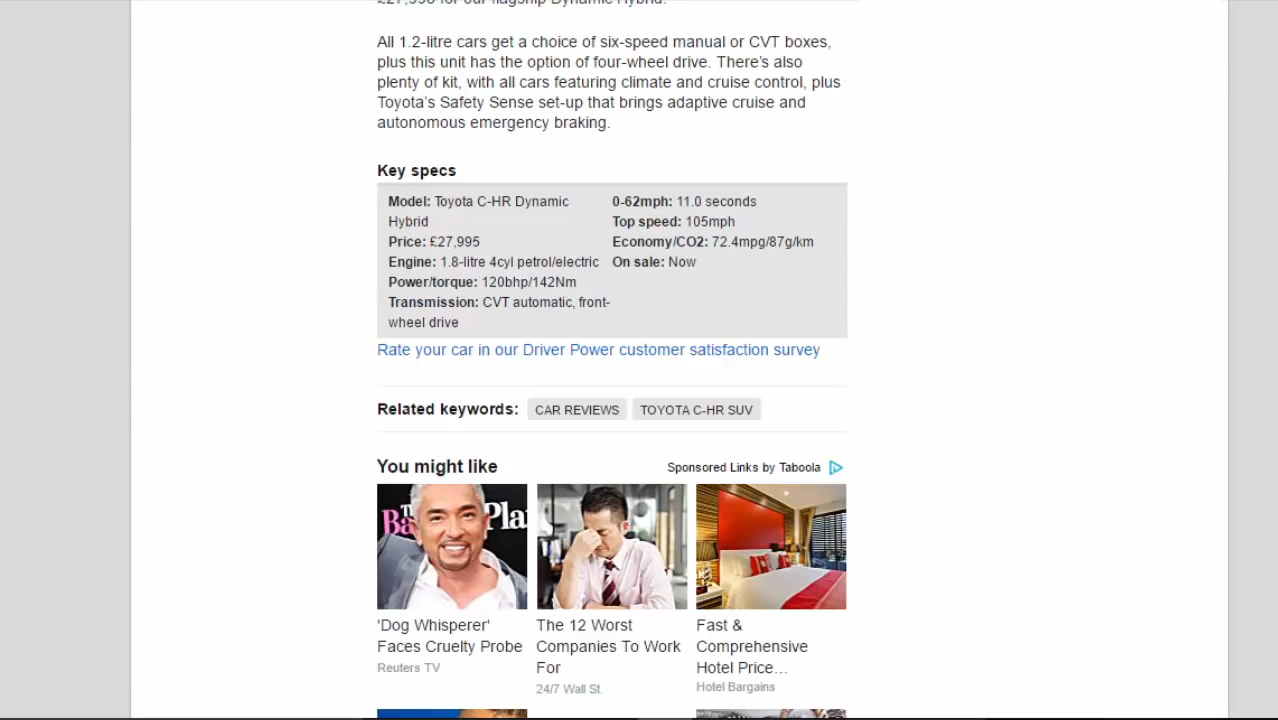 £27,995 for our flagship Dynamic Hybrid.
All 1.2-litre cars get a choice of six-speed manual or CVT boxes,
plus this unit has the option of four-wheel drive. There's also
plenty of kit, with all cars featuring climate and cruise control, plus
Toyota's Safety Sense set-up that brings adaptive cruise and
autonomous emergency braking.
Key specs
Model: Toyota C-HR Dynamic
Hybrid
Price: £27,995
Engine: 1.8-litre 4cyl petrol/electric
Power/torque: 120bhp/142Nm
Transmission: CVT automatic, front-
wheel drive
0-62mph: 11.0 seconds
Top speed: 105mph
Economy/CO2: 72.4mpg/87g/km
On sale: Now
Rate your car in our Driver Power customer satisfaction survey
Related keywords: CAR REVIEWS TOYOTA C-HR SUV
You might like Sponsored Links by Taboola
'Dog Whisperer'
Faces Cruelty Probe
Reuters TV
The 12 Worst
Companies To Work
For
24/7 Wall St.
Fast &
Comprehensive
Hotel Price…
Hotel Bargains